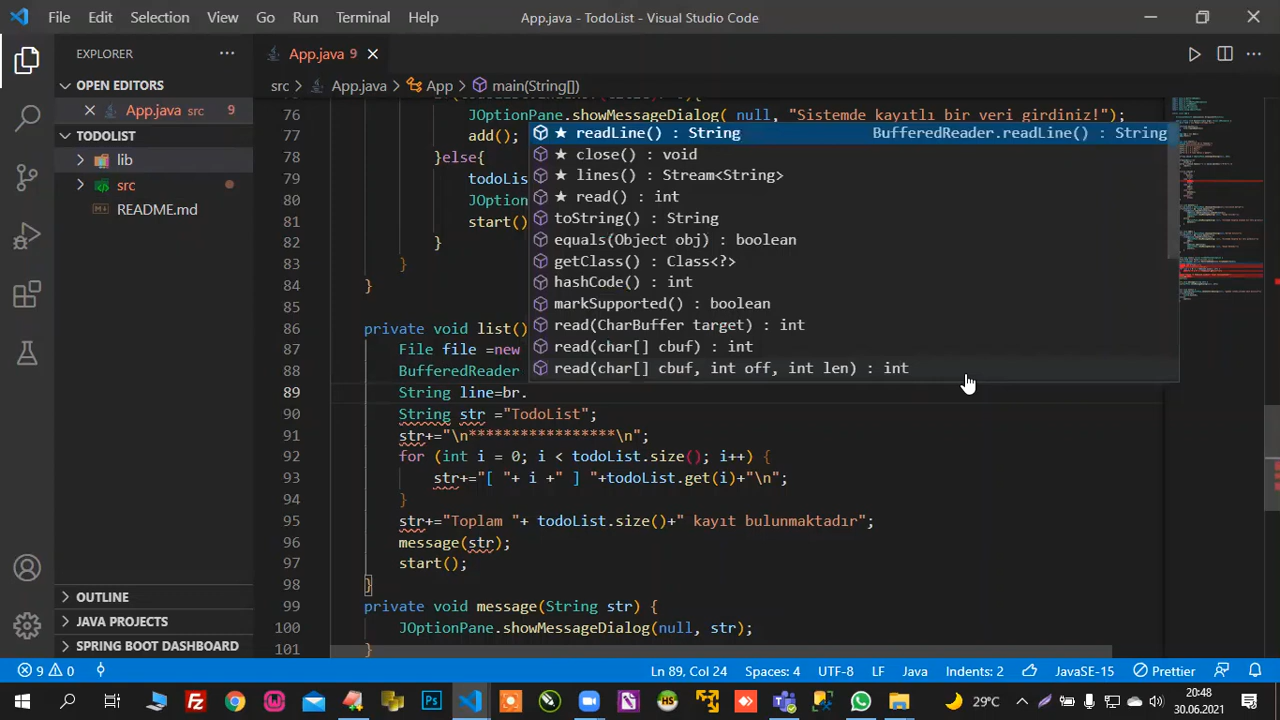 File Edit Selection View Go Run Terminal Help
App.java - TodoList - Visual Studio Code
EXPLORER
OPEN EDITORS
App.java src 9
TODOLIST
lib
src
README.md
OUTLINE
JAVA PROJECTS
SPRING BOOT DASHBOARD
App.java 9
src > App.java > App > main(String[])
76 JOptionPane.showMessageDialog( null, "Sistemde kayıtlı bir veri girdiniz!");
77 add();
78 }else{
79 todoLis
80 JOption
81 start()
82 }
83 }
84 }
85
86 private void list()
87 File file =new
88 BufferedReader
89 String line=br.
90 String str ="TodoList";
91 str+="\n*****************\n";
92 for (int i = 0; i < todoList.size(); i++) {
93 str+="[ "+ i +" ] "+todoList.get(i)+"\n";
94 }
95 str+="Toplam "+ todoList.size()+" kayıt bulunmaktadır";
96 message(str);
97 start();
98 }
99 private void message(String str) {
100 JOptionPane.showMessageDialog(null, str);
101 }
★ readLine() : String BufferedReader.readLine() : String
★ close() : void
★ lines() : Stream<String>
★ read() : int
toString() : String
equals(Object obj) : boolean
getClass() : Class<?>
hashCode() : int
markSupported() : boolean
read(CharBuffer target) : int
read(char[] cbuf) : int
read(char[] cbuf, int off, int len) : int
9 0 Ln 89, Col 24 Spaces: 4 UTF-8 LF Java Indents: 2 JavaSE-15 Prettier
29°C 20:48
30.06.2021